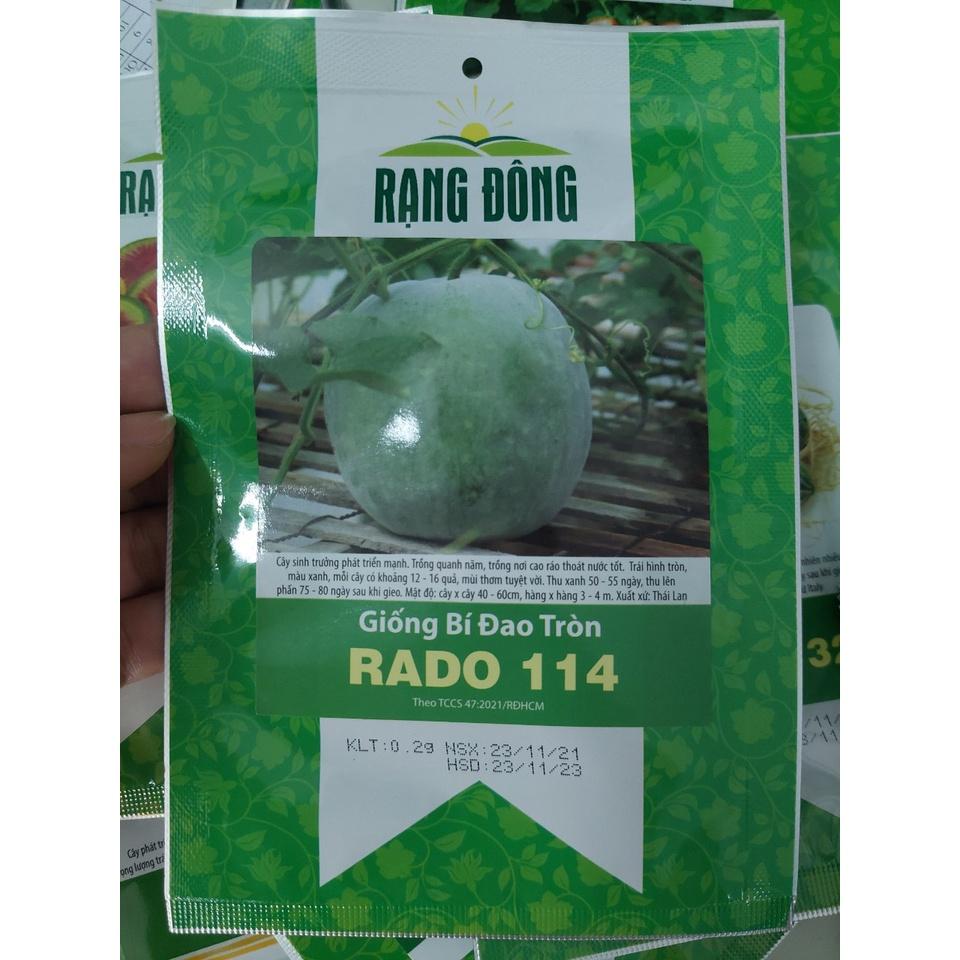 RẠNG ĐÔNG
RẠ
Cây sinh trưởng phát triển mạnh. Trồng quanh năm, trồng nơi cao ráo thoát nước tốt. Trái hình tròn,
màu xanh, mỗi cây có khoảng 12 - 16 quả, mùi thơm tuyệt vời. Thu xanh 50 - 55 ngày, thu lên
phấn 75 - 80 ngày sau khi gieo. Mật độ: cây x cây 40 - 60cm, hàng x hàng 3 - 4 m. Xuất xứ: Thái Lan
Giống Bí Đao Tròn
RADO 114
Theo TCCS 47:2021/RĐHCM
KLT:0.2g NSX:23/11/21
HSD:23/11/23
Cây phát